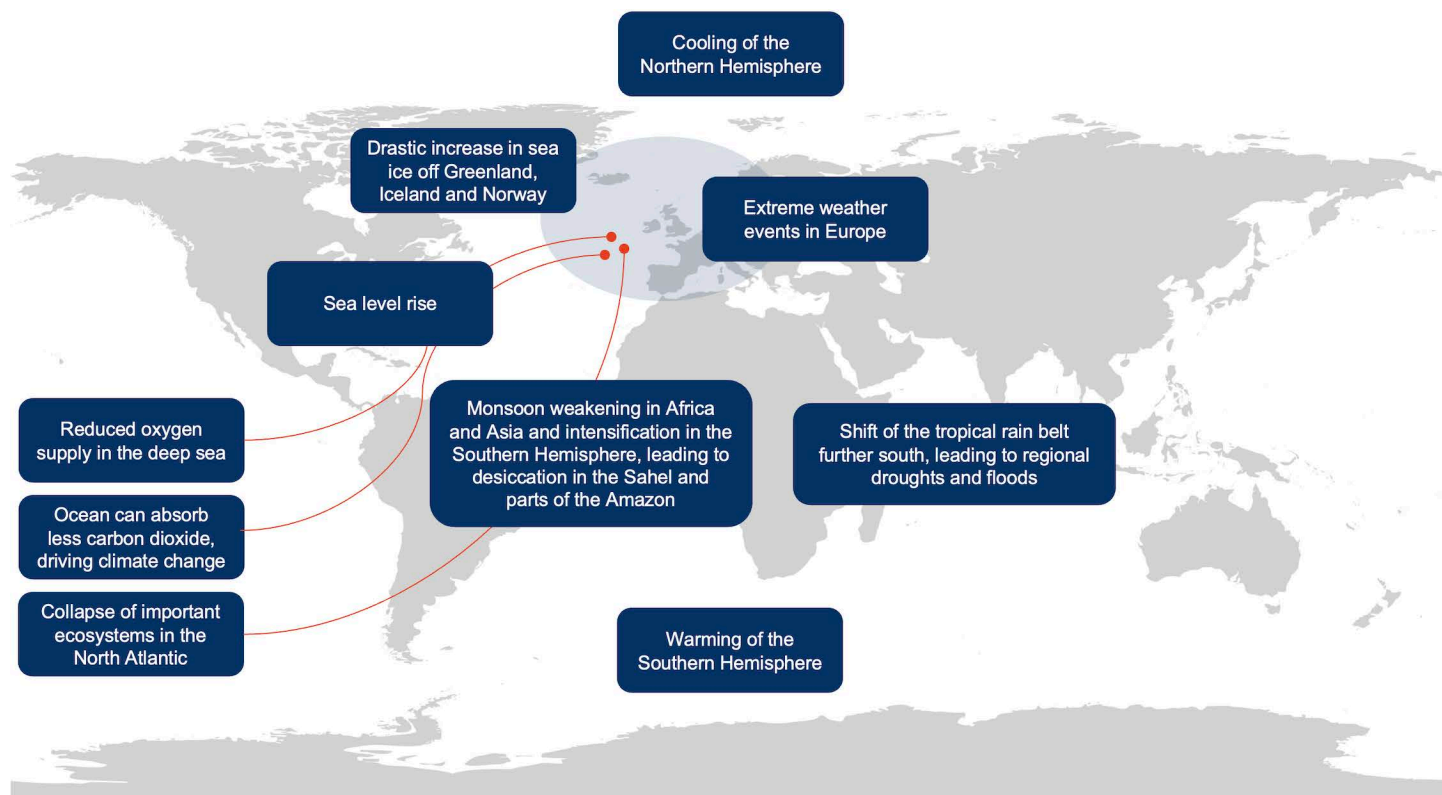 Cooling of the
Northern Hemisphere
Drastic increase in sea
ice off Greenland,
Iceland and Norway
Extreme weather
events in Europe
Sea level rise
Reduced oxygen
supply in the deep sea
Monsoon weakening in Africa
and Asia and intensification in the
Southern Hemisphere, leading to
desiccation in the Sahel and
parts of the Amazon
Shift of the tropical rain belt
further south, leading to regional
droughts and floods
Ocean can absorb
less carbon dioxide,
driving climate change
Collapse of important
ecosystems in the
North Atlantic
Warming of the
Southern Hemisphere